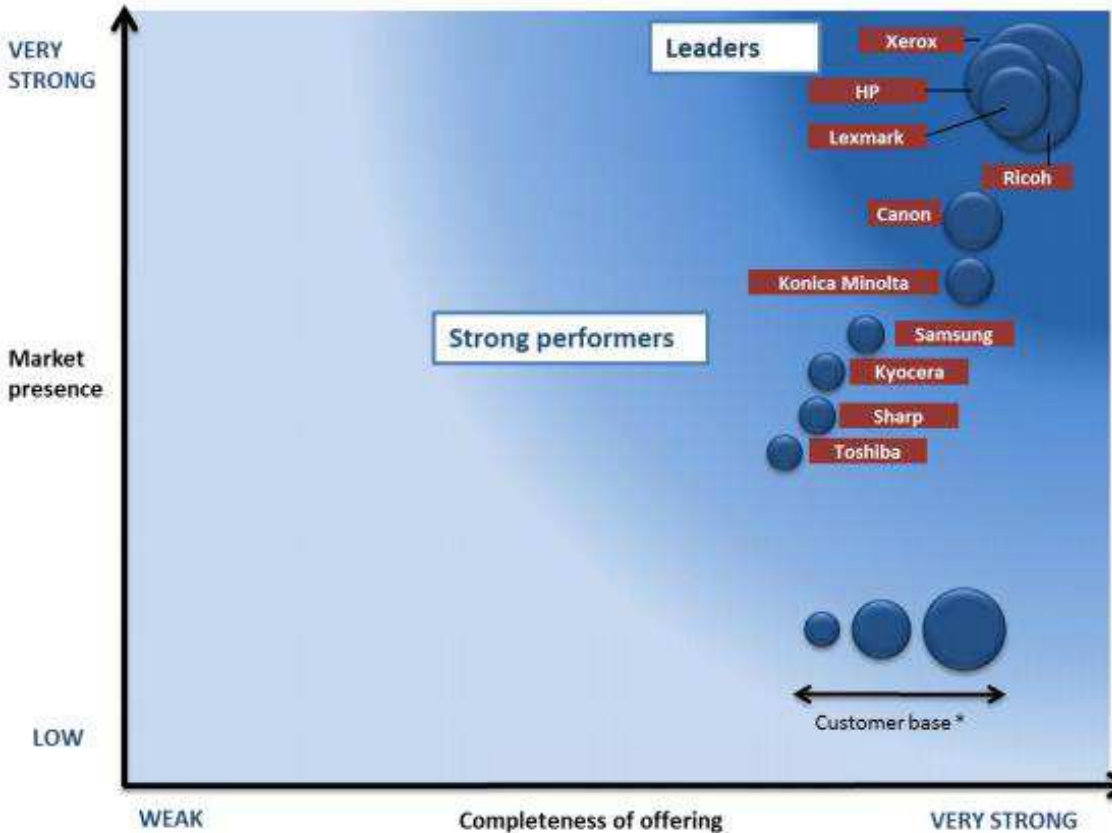 VERY
STRONG
Leaders
Xerox
HP
Lexmark
Ricoh
Canon
Konica Minolta
Strong performers
Samsung
Market
presence
Kyocera
Sharp
Toshiba
Customer base *
LOW
WEAK
Completeness of offering
VERY STRONG